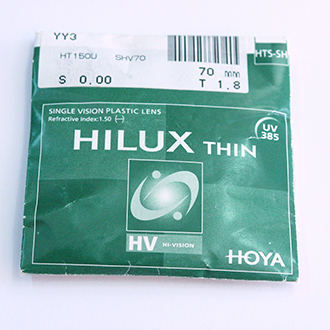 YY3
HT150U SHV70
HTS-SH
S 0.00 70 mm
T 1.8
SINGLE VISION PLASTIC LENS
Refractive Index:1.50 (-)
UV
385
HILUX THIN
HV HI-VISION
HOYA